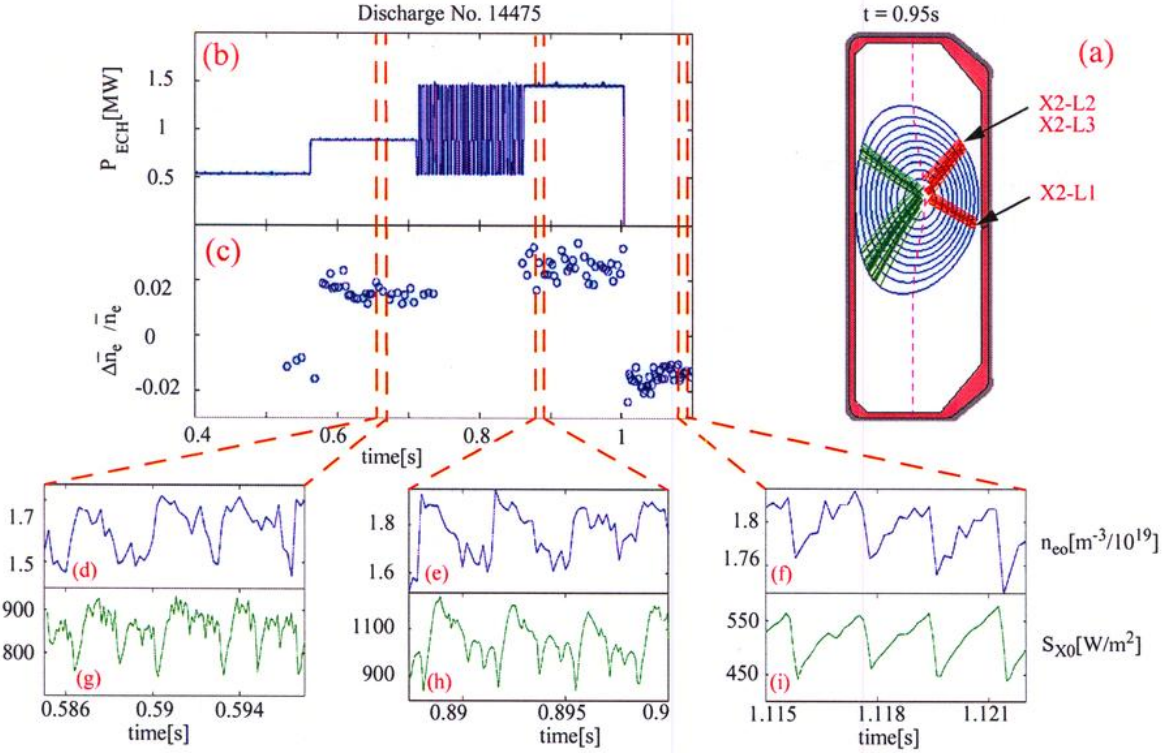 Discharge No. 14475
t = 0.95s
(b)
(a)
P_ECH[MW]
1.5
1
0.5
X2-L2
X2-L3
X2-L1
(c)
Δn̄_e /n̄_e
0.02
0
-0.02
0.4
0.6
0.8
1
time[s]
1.7
1.5
(d)
1.8
1.6
(e)
1.8
1.76
(f)
n_eo[m^-3/10^19]
900
800
(g)
1100
900
(h)
550
450
(i)
S_X0[W/m^2]
0.586
0.59
0.594
time[s]
0.89
0.895
0.9
time[s]
1.115
1.118
1.121
time[s]